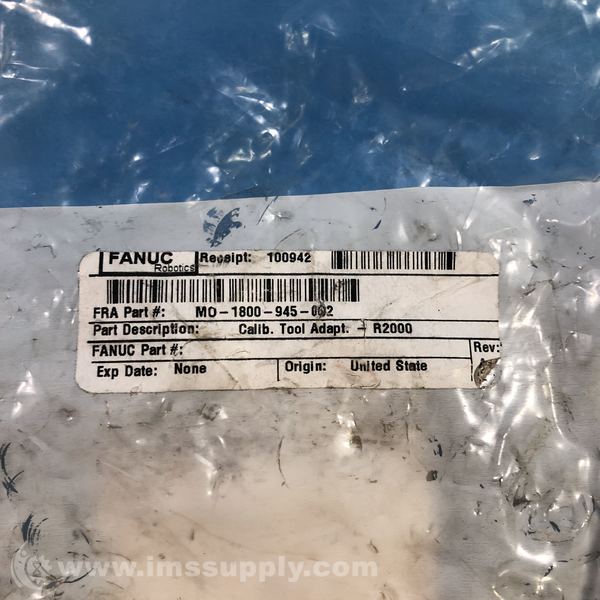 FANUC Robotics Receipt: 100942
FRA Part #: MO-1800-945-002
Part Description: Calib. Tool Adapt. - R2000
FANUC Part #: Rev:
Exp Date: None Origin: United State
www.imssupply.com